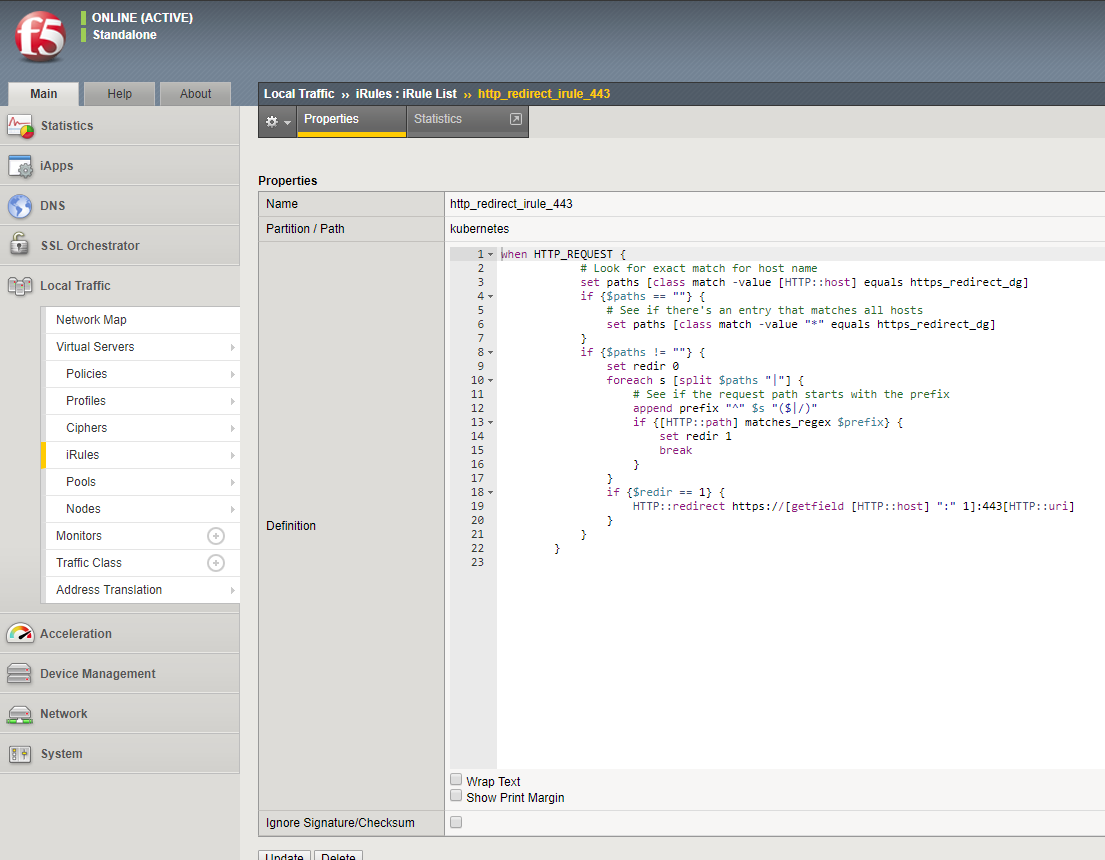 f5
ONLINE (ACTIVE)
Standalone
Main
Help
About
Statistics
iApps
DNS
SSL Orchestrator
Local Traffic
Network Map
Virtual Servers
Policies
Profiles
Ciphers
iRules
Pools
Nodes
Monitors
Traffic Class
Address Translation
Acceleration
Device Management
Network
System
Local Traffic ›› iRules : iRule List ›› http_redirect_irule_443
Properties
Statistics
Properties
Name http_redirect_irule_443
Partition / Path kubernetes
Definition
1 when HTTP_REQUEST {
2 # Look for exact match for host name
3 set paths [class match -value [HTTP::host] equals https_redirect_dg]
4 if {$paths == ""} {
5 # See if there's an entry that matches all hosts
6 set paths [class match -value "*" equals https_redirect_dg]
7 }
8 if {$paths != ""} {
9 set redir 0
10 foreach s [split $paths "|"] {
11 # See if the request path starts with the prefix
12 append prefix "^" $s "($|/)"
13 if {[HTTP::path] matches_regex $prefix} {
14 set redir 1
15 break
16 }
17 }
18 if {$redir == 1} {
19 HTTP::redirect https://[getfield [HTTP::host] ":" 1]:443[HTTP::uri]
20 }
21 }
22 }
23
Wrap Text
Show Print Margin
Ignore Signature/Checksum
Update Delete